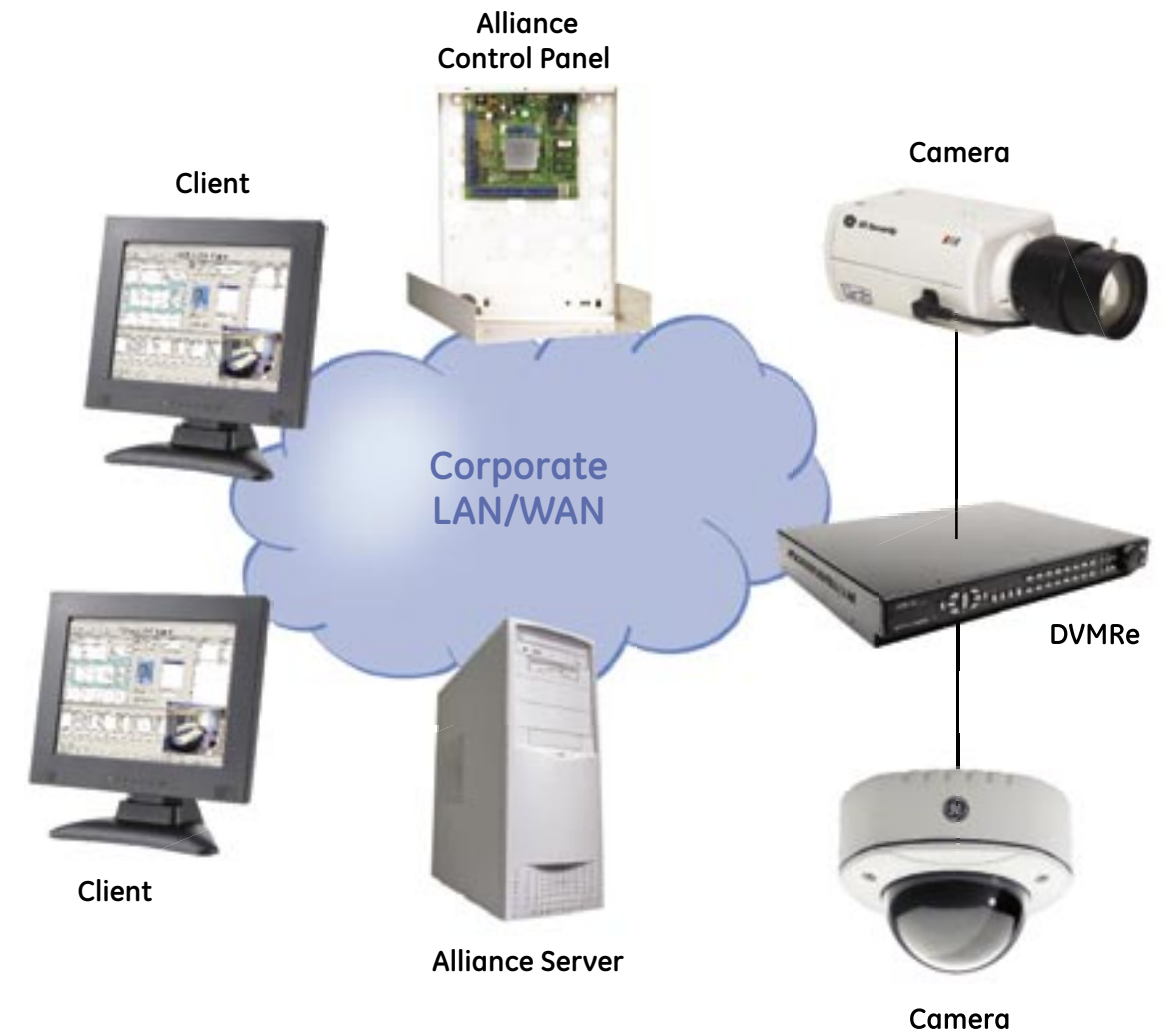 Alliance
Control Panel
Camera
Client
Corporate
LAN/WAN
DVMRe
Client
Alliance Server
Camera